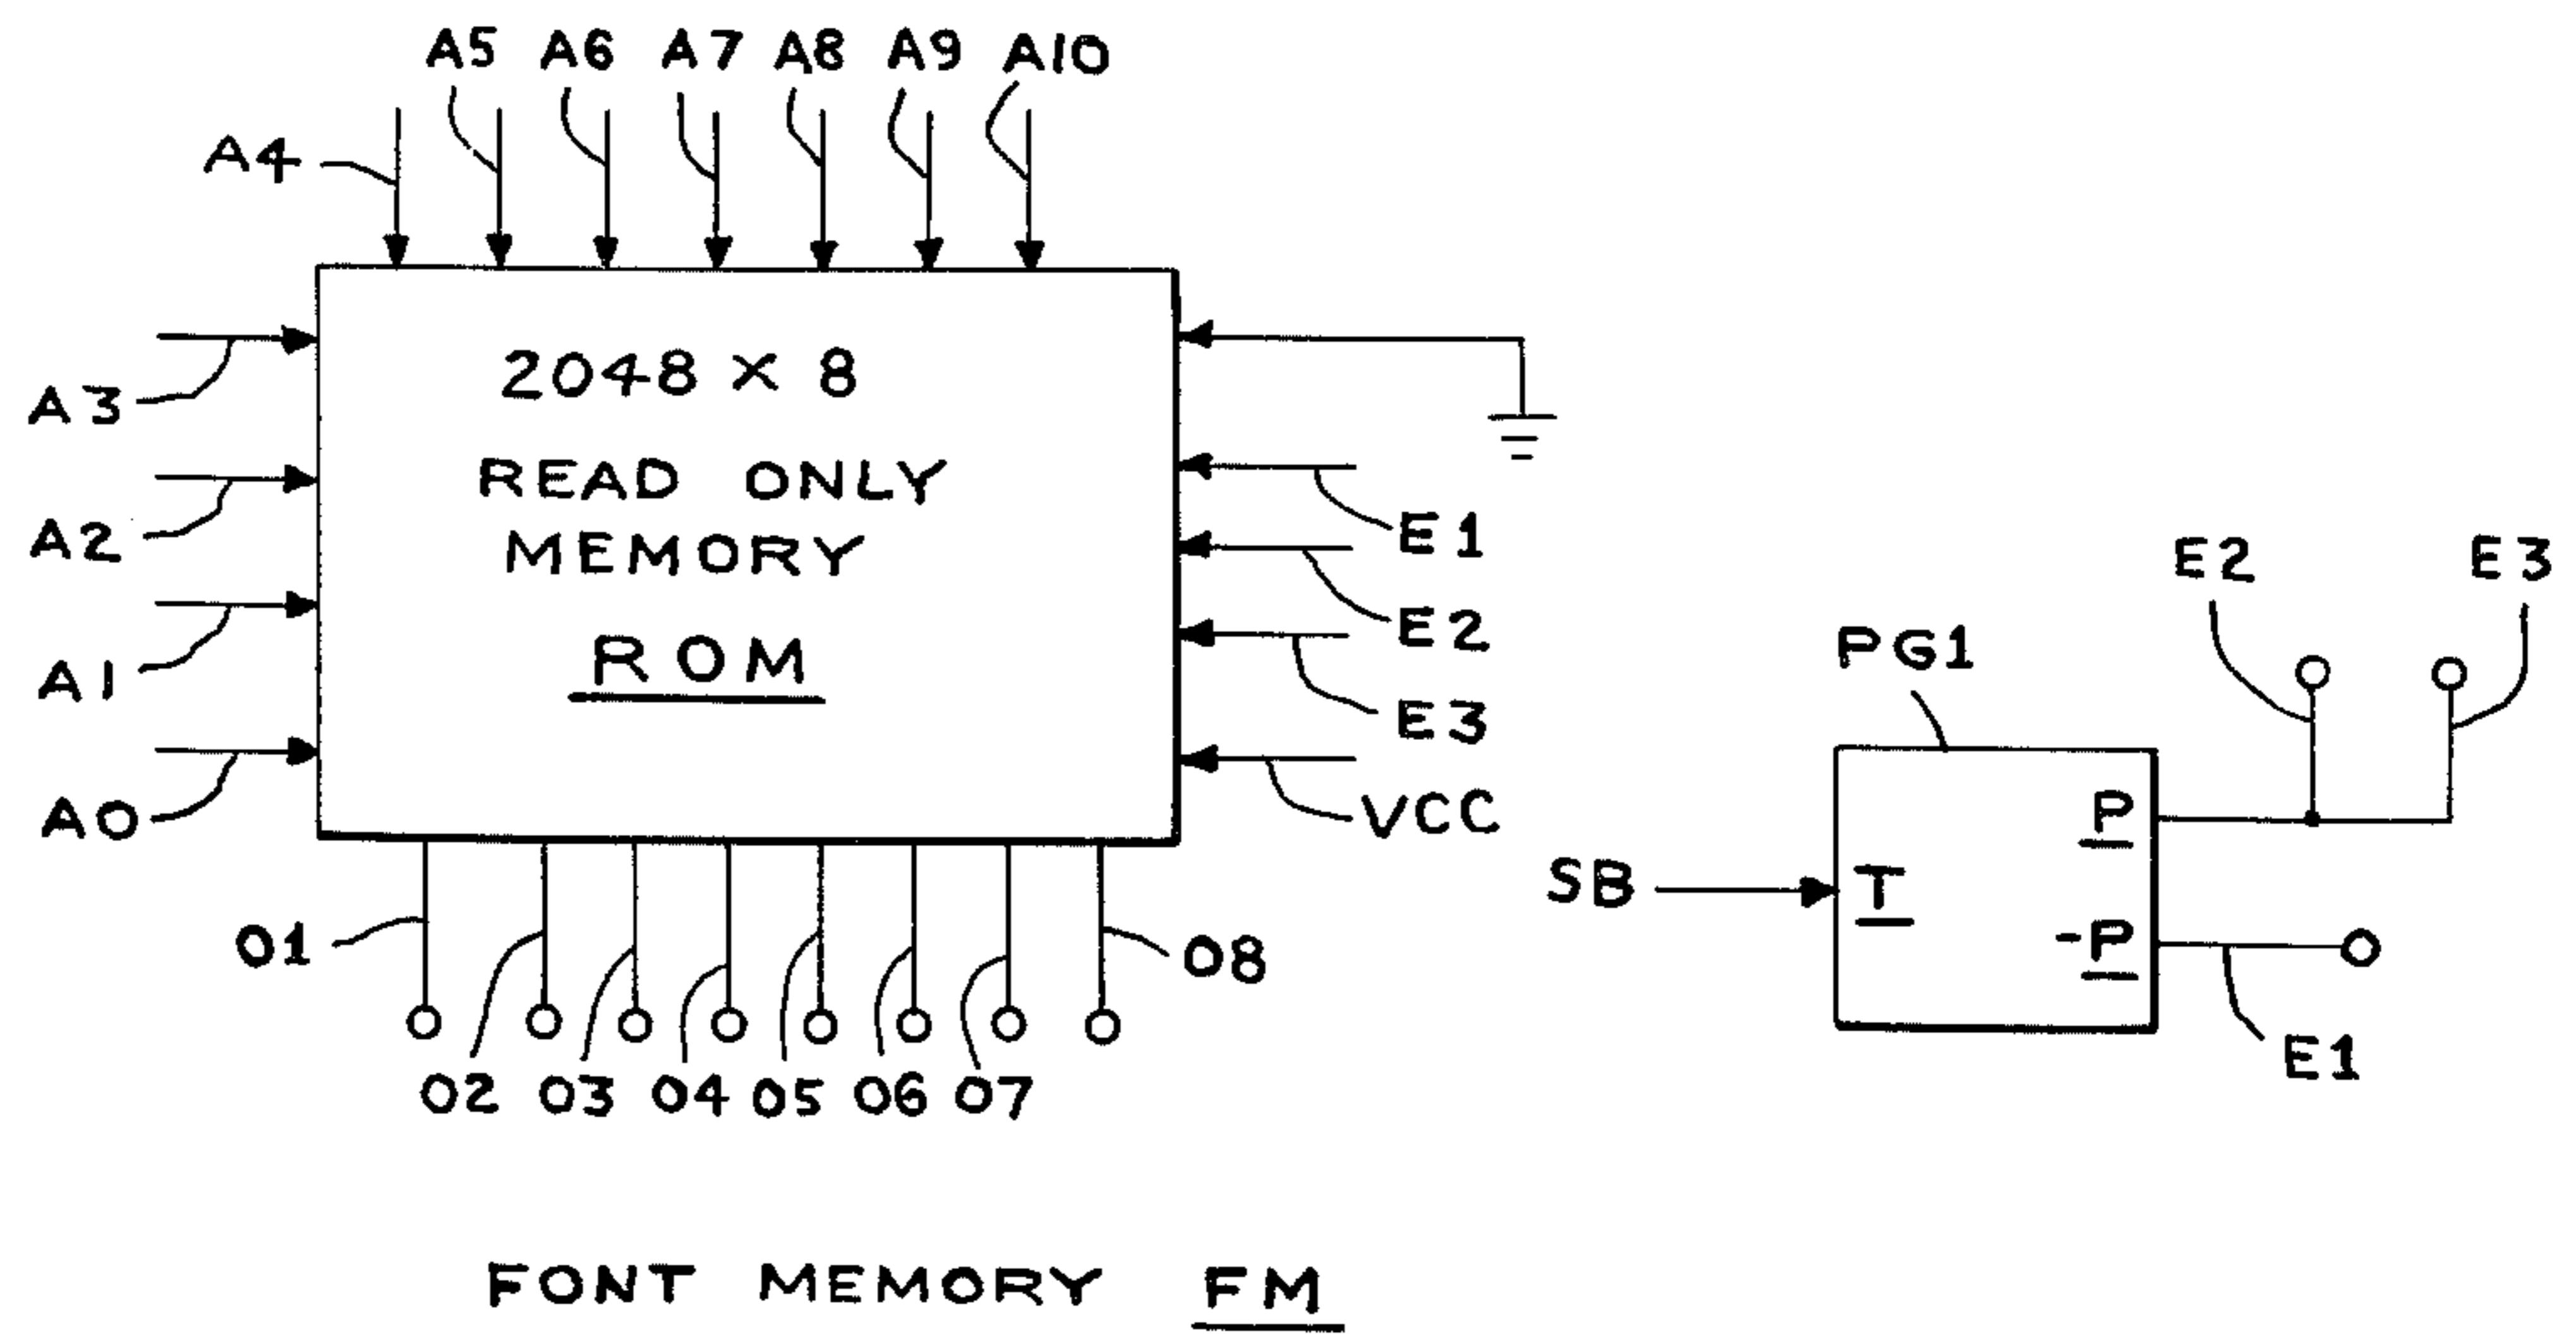 A5 A6 A7 A8 A9 A10
A4
A3
A2
A1
A0
2048 X 8
READ ONLY
MEMORY
ROM
E1
E2
E3
VCC
01
02 03 04 05 06 07
08
E2 E3
PG1
SB
T
P
-P
E1
FONT MEMORY FM